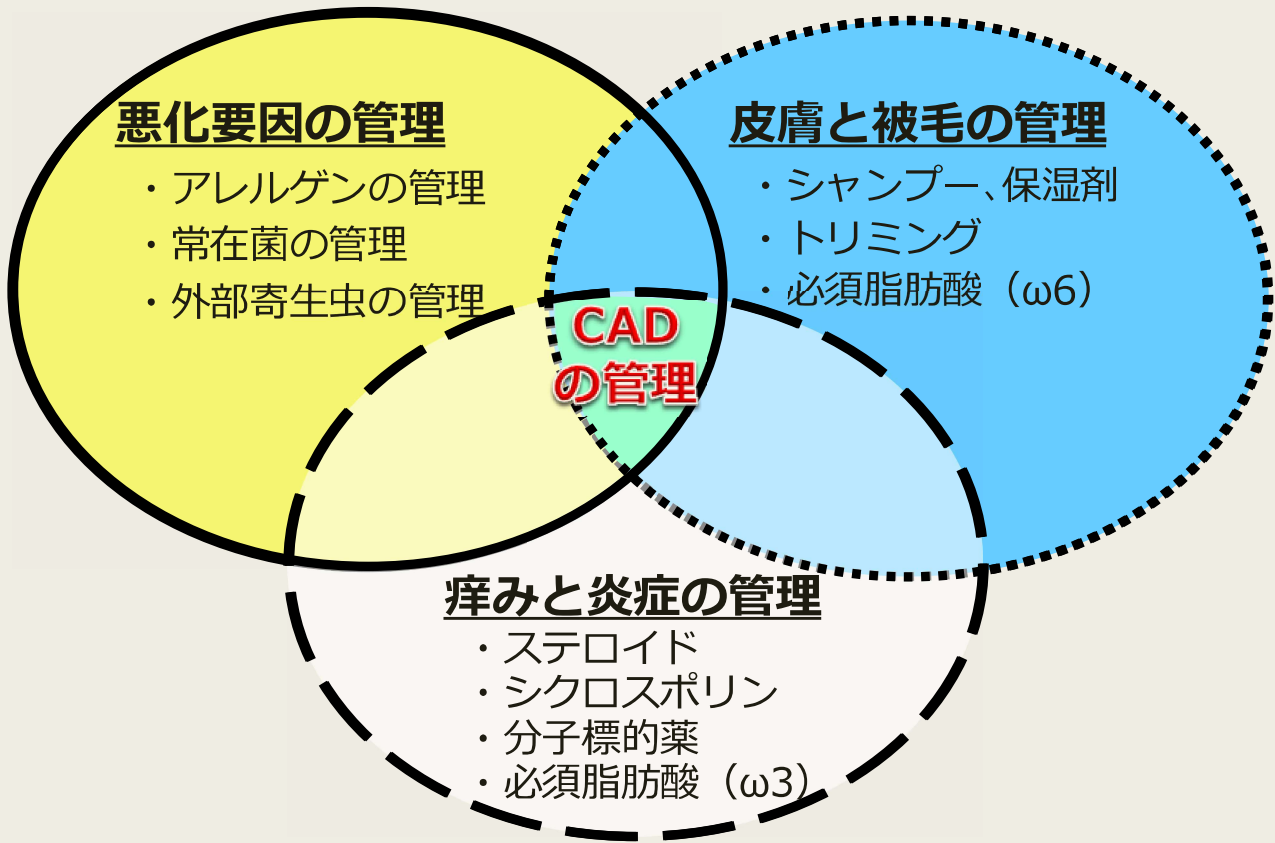 悪化要因の管理
・アレルゲンの管理
・常在菌の管理
・外部寄生虫の管理
皮膚と被毛の管理
・シャンプー、保湿剤
・トリミング
・必須脂肪酸（ω6）
CAD
の管理
痒みと炎症の管理
・ステロイド
・シクロスポリン
・分子標的薬
・必須脂肪酸（ω3）